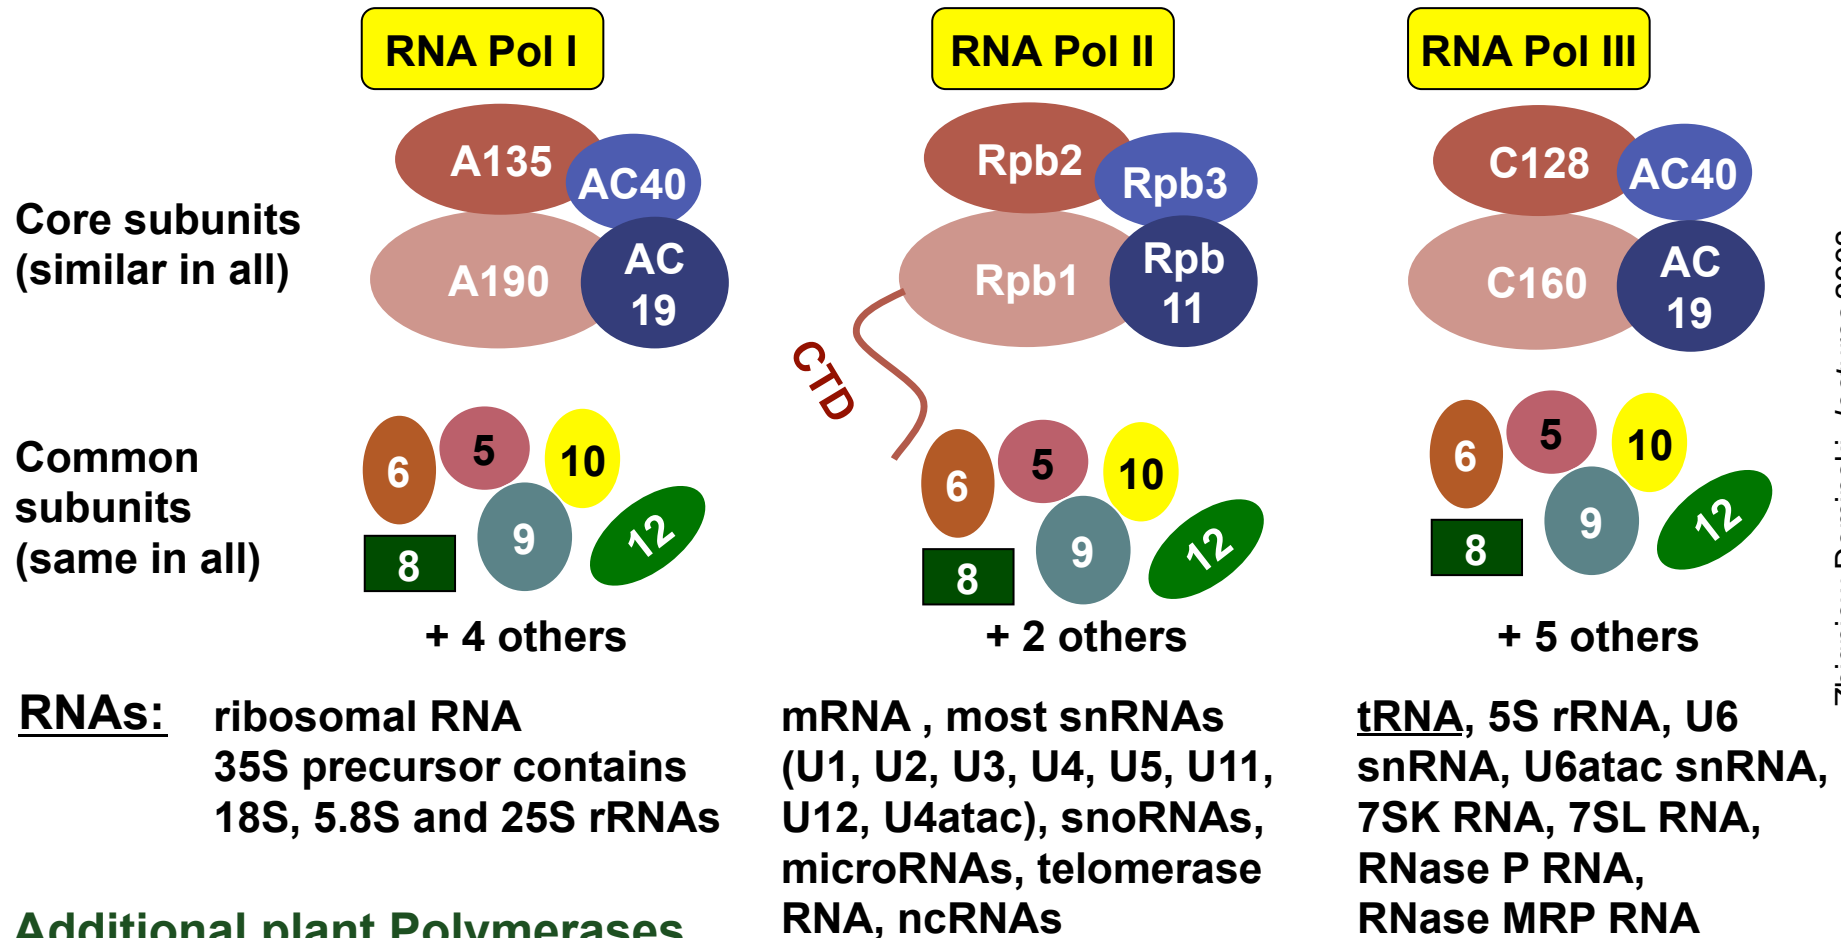 RNA Pol I
RNA Pol II
RNA Pol III
Core subunits
(similar in all)
A135
AC40
A190
AC
19
Rpb2
Rpb3
Rpb1
Rpb
11
CTD
C128
AC40
C160
AC
19
Common
subunits
(same in all)
6
5
10
8
9
12
6
5
10
8
9
12
6
5
10
8
9
12
+ 4 others
+ 2 others
+ 5 others
RNAs:
ribosomal RNA
35S precursor contains
18S, 5.8S and 25S rRNAs
mRNA , most snRNAs
(U1, U2, U3, U4, U5, U11,
U12, U4atac), snoRNAs,
microRNAs, telomerase
RNA, ncRNAs
tRNA, 5S rRNA, U6
snRNA, U6atac snRNA,
7SK RNA, 7SL RNA,
RNase P RNA,
RNase MRP RNA
Additional plant Polymerases